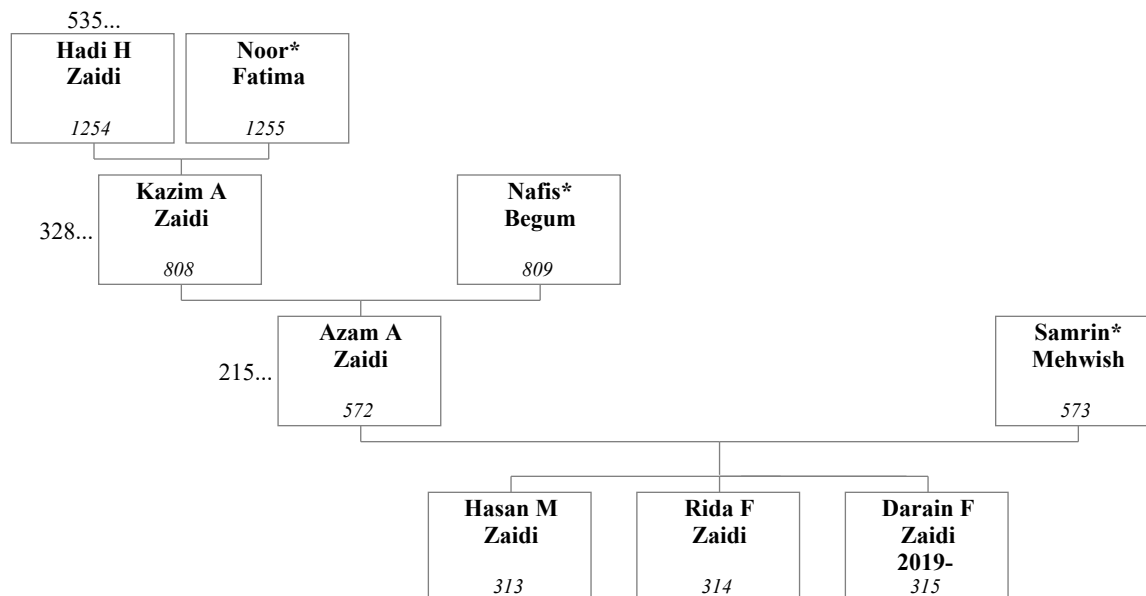 535...
Hadi H
Zaidi
1254
Noor*
Fatima
1255
328...
Kazim A
Zaidi
808
Nafis*
Begum
809
215...
Azam A
Zaidi
572
Samrin*
Mehwish
573
Hasan M
Zaidi
313
Rida F
Zaidi
314
Darain F
Zaidi
2019-
315